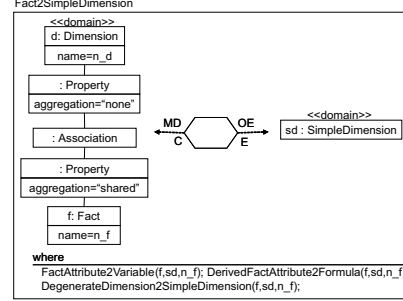 Fact2SimpleDimension
<<domain>>
d: Dimension
name=n_d
: Property
aggregation="none"
: Association
: Property
aggregation="shared"
f: Fact
name=n_f
MD
C
OE
E
<<domain>>
sd : SimpleDimension
where
FactAttribute2Variable(f,sd,n_f); DerivedFactAttribute2Formula(f,sd,n_f
DegenerateDimension2SimpleDimension(f,sd,n_f);